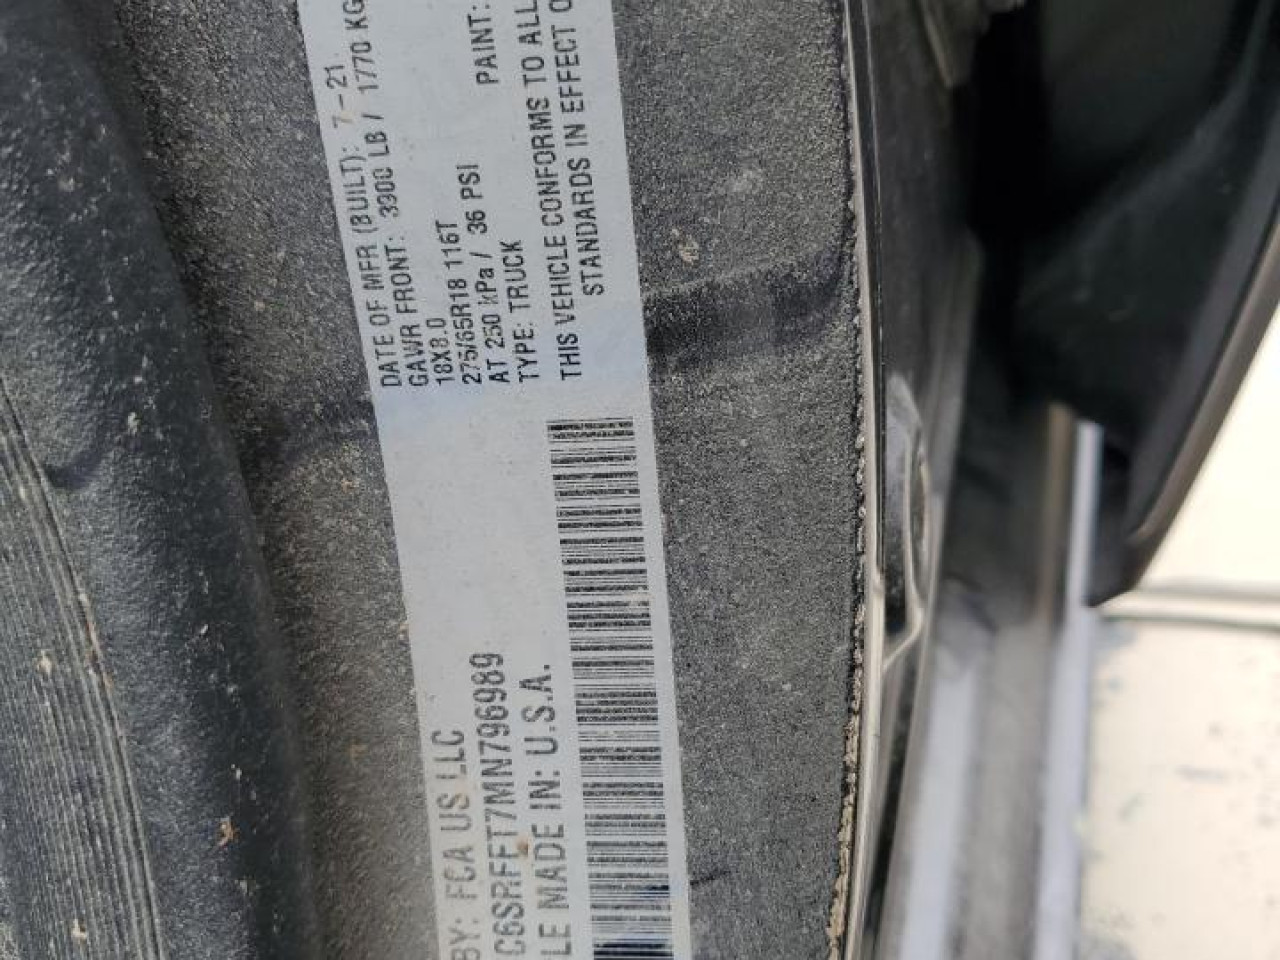 BY: FCA US LLC
C6SRFFT7MN796989
LE MADE IN: U.S.A.
DATE OF MFR (BUILT): 7-21
GAWR FRONT: 3900 LB / 1770 KG
18X8.0
275/65R18 116T
AT 250 kPa / 36 PSI PAINT:
TYPE: TRUCK
THIS VEHICLE CONFORMS TO ALL
STANDARDS IN EFFECT O